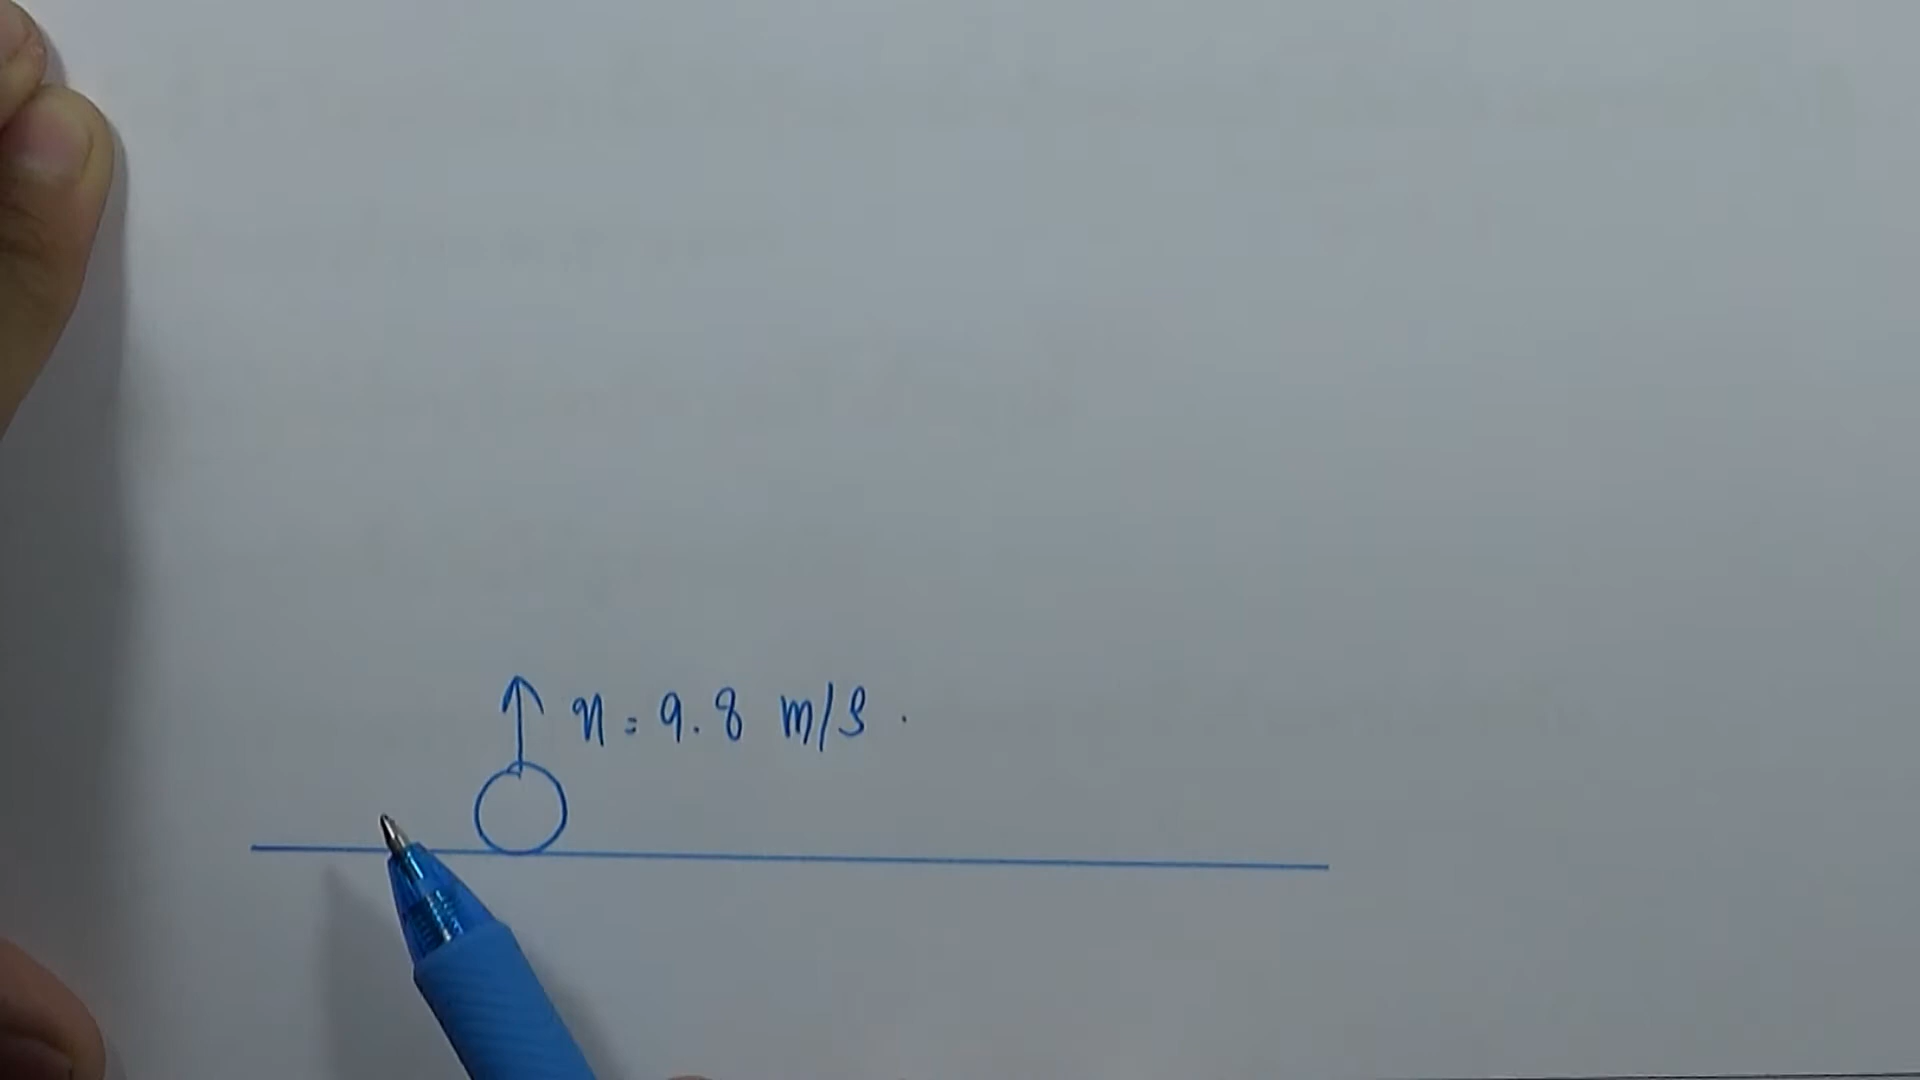 u = 9.8 m/s.